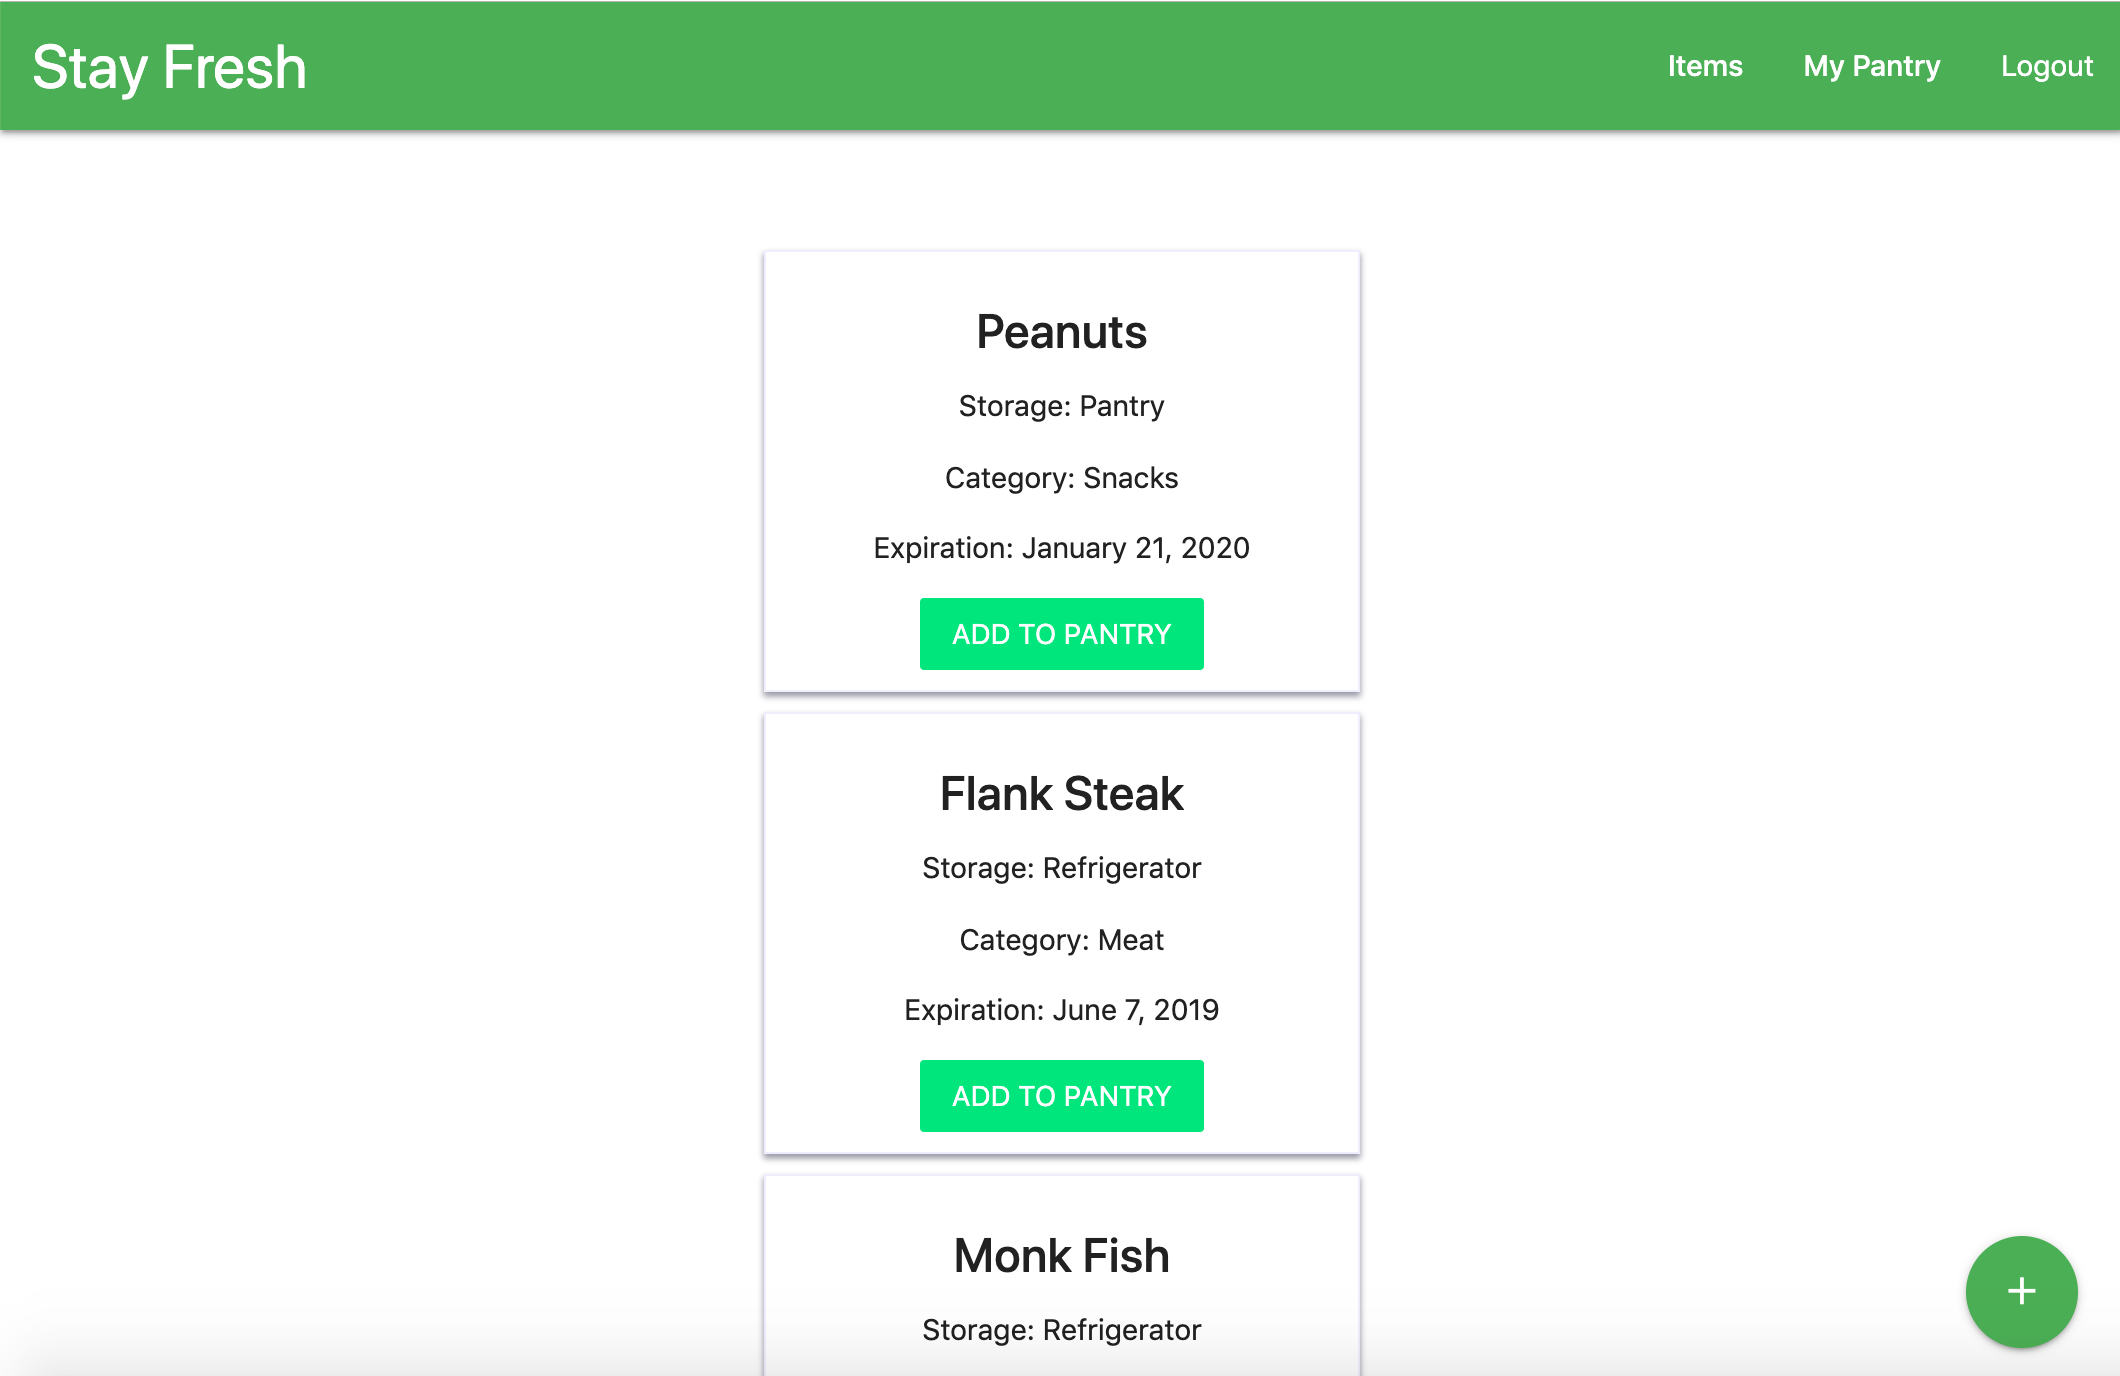 Stay Fresh
Items
My Pantry
Logout
Peanuts
Storage: Pantry
Category: Snacks
Expiration: January 21, 2020
ADD TO PANTRY
Flank Steak
Storage: Refrigerator
Category: Meat
Expiration: June 7, 2019
ADD TO PANTRY
Monk Fish
Storage: Refrigerator
+